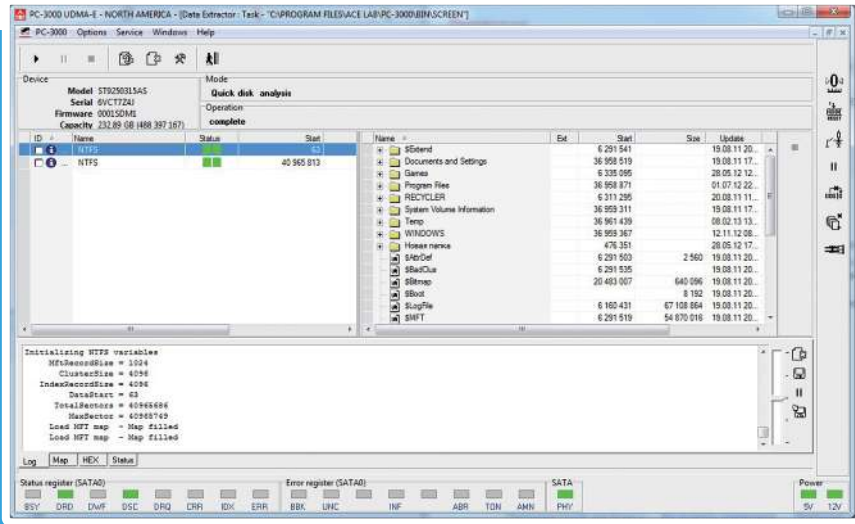 PC-3000 UDMA-E - NORTH AMERICA - [Data Extractor : Task - "C:\PROGRAM FILES\ACE LAB\PC-3000\BIN\SCREEN"]
PC-3000 Options Service Windows Help
Device
Model ST9250315AS
Serial 6VCT7Z4J
Firmware 0001SDM1
Capacity 232.89 GB (488 397 167)
Mode
Quick disk analysis
Operation
complete
ID Name Status Start
NTFS 63
NTFS 40 965 813
Name Ext Start Size Update
$Extend 6 291 541 19.08.11 20...
Documents and Settings 36 958 519 19.08.11 17...
Games 6 335 095 28.05.12 12...
Program Files 36 958 871 01.07.12 22...
RECYCLER 6 311 295 20.08.11 11...
System Volume Information 36 959 311 19.08.11 17...
Temp 36 961 439 08.02.13 13...
WINDOWS 36 959 367 12.11.12 08...
Новая папка 476 351 28.05.12 17...
$AttrDef 6 291 503 2 560 19.08.11 20...
$BadClus 6 291 535 19.08.11 20...
$Bitmap 20 483 007 640 096 19.08.11 20...
$Boot 8 192 19.08.11 20...
$LogFile 6 160 431 67 108 864 19.08.11 20...
$MFT 6 291 519 54 870 016 19.08.11 20...
Initializing NTFS variables
MftRecordSize = 1024
ClusterSize = 4096
IndexRecordSize = 4096
DataStart = 63
TotalSectors = 40965686
MaxSector = 40965749
Load MFT map - Map filled
Load MFT map - Map filled
Log Map HEX Status
Status register (SATA0) Error register (SATA0) SATA Power
BSY DRD DWF DSC DRQ CRR IDX ERR BBK UNC INF ABR TON AMN PHY 5V 12V